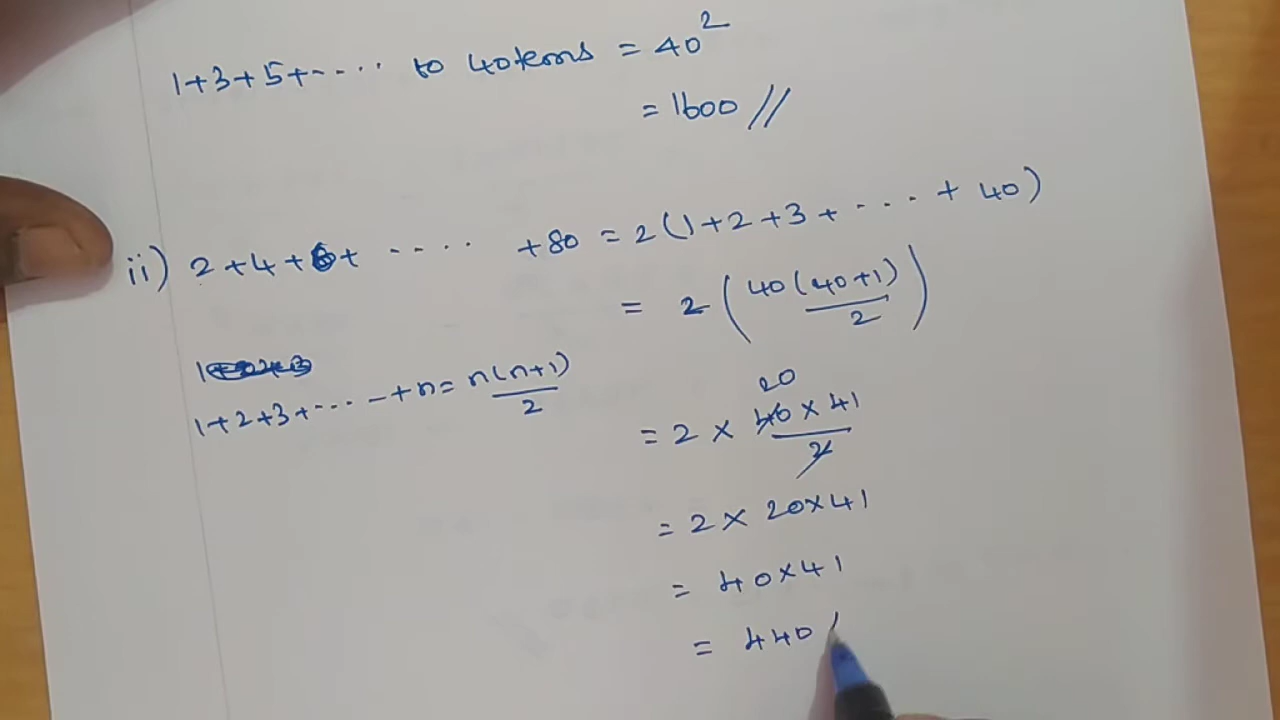 1+3+5+---- to 40terms = 40²
= 1600 //
ii) 2+4+6+ ---- +80 = 2(1+2+3+ ---- + 40)
= 2 (40(40+1)/2)
1+2+3+---- +n = n(n+1)/2
20
= 2 × 40 × 41/2
= 2 × 20×41
= 40×41
= 440 /